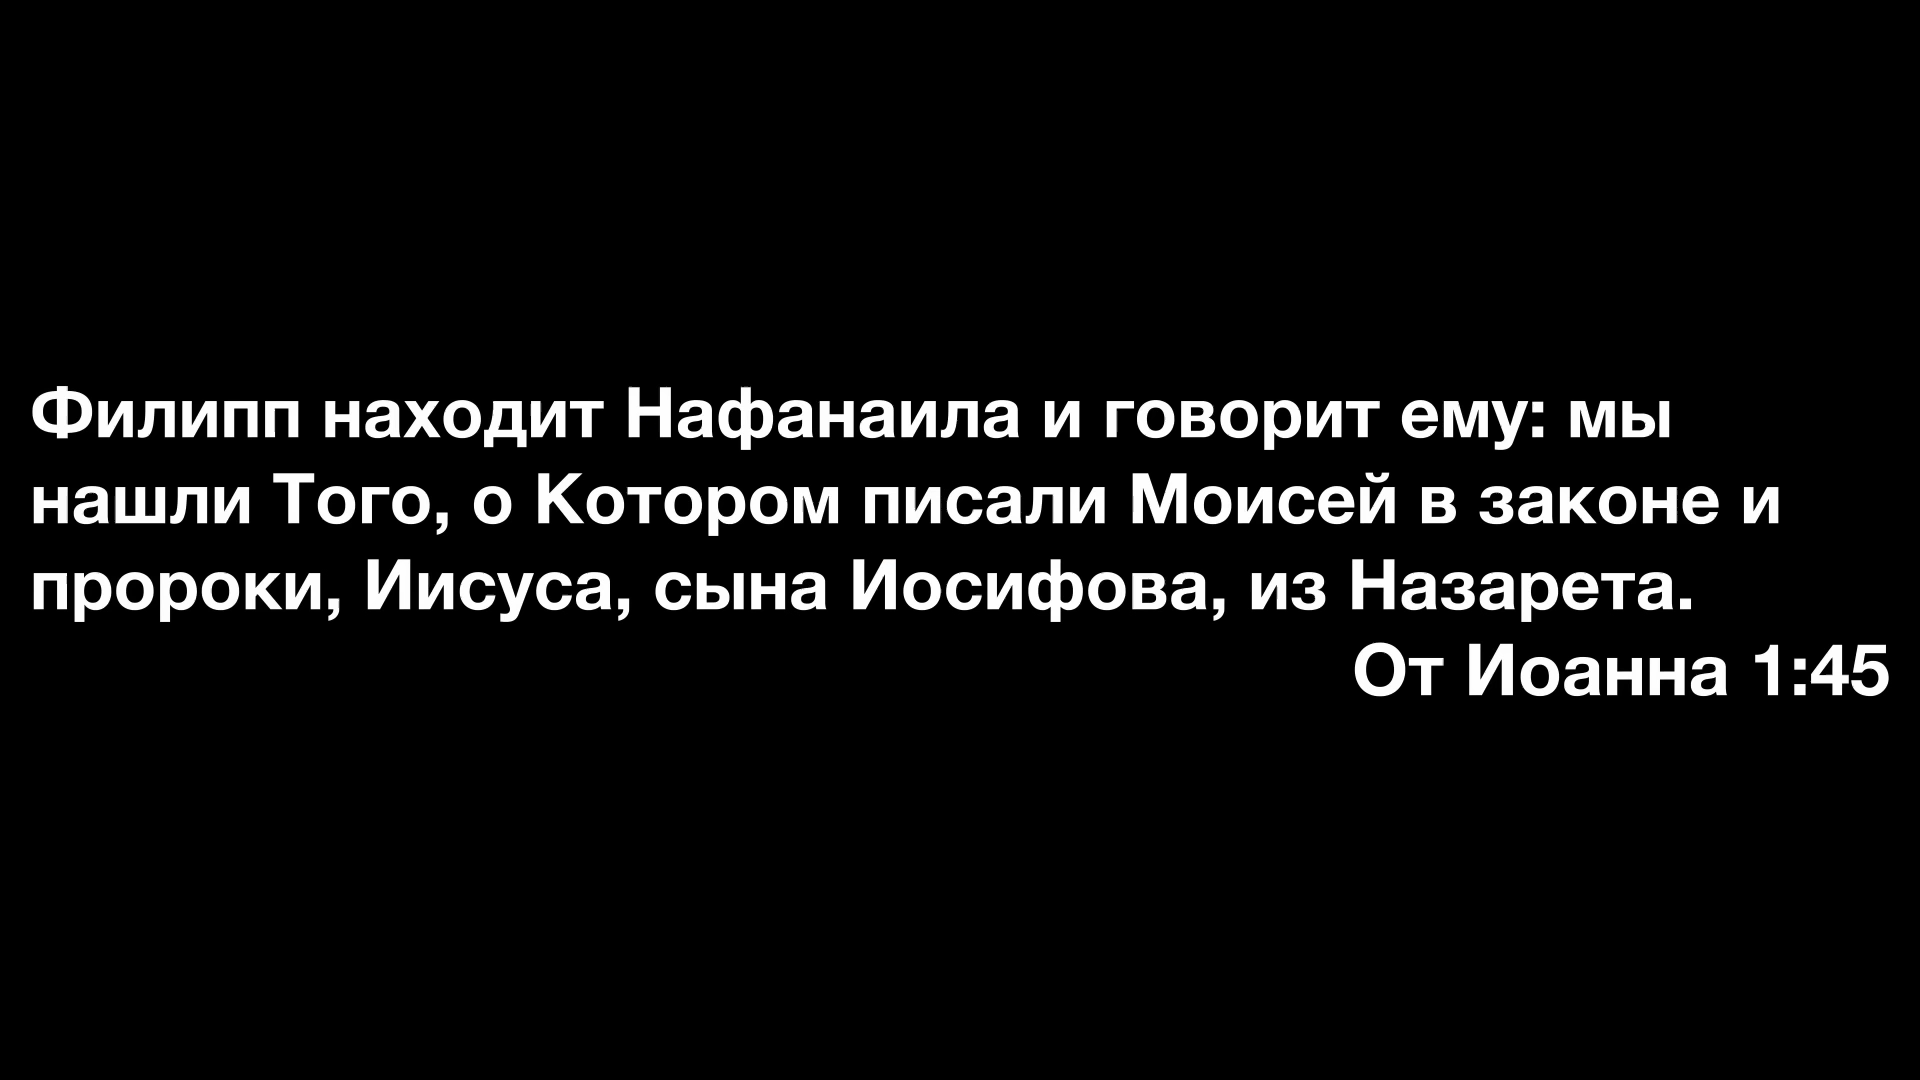 Филипп находит Нафанаила и говорит ему: мы
нашли Того, о Котором писали Моисей в законе и
пророки, Иисуса, сына Иосифова, из Назарета.
От Иоанна 1:45